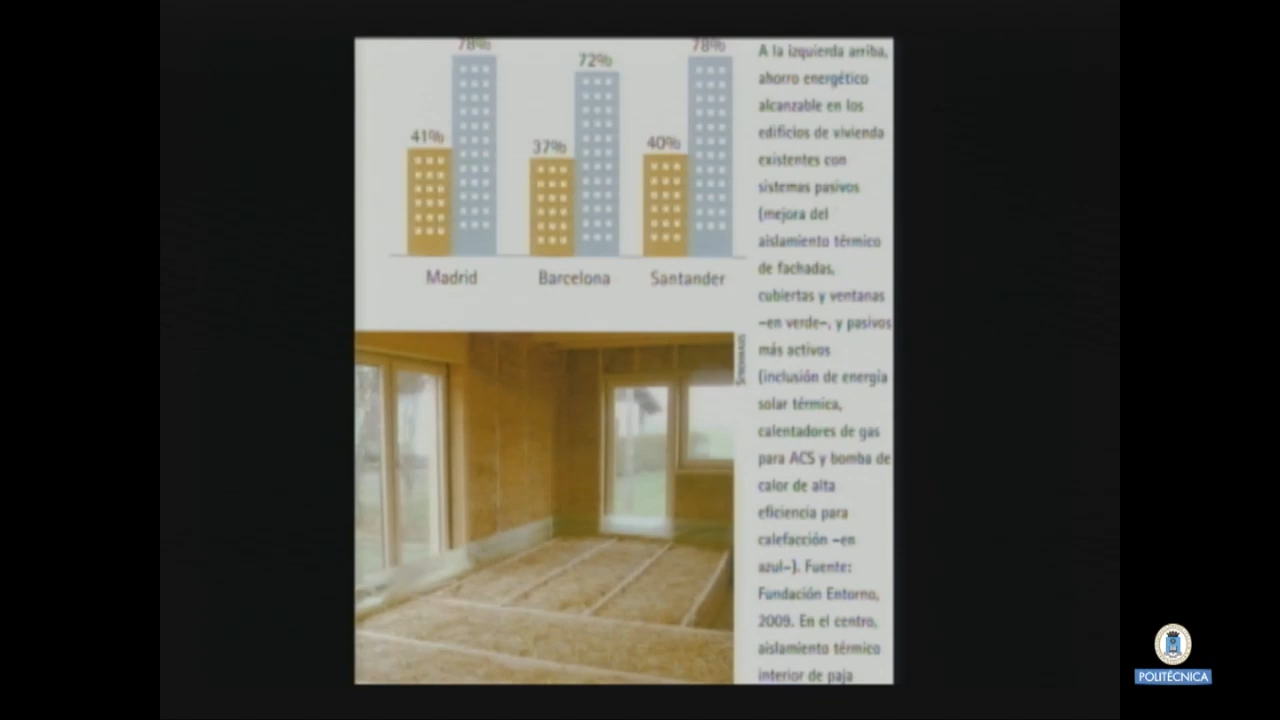 78%
72%
78%
41%
37%
40%
Madrid
Barcelona
Santander
A la izquierda arriba,
ahorro energético
alcanzable en los
edificios de vivienda
existentes con
sistemas pasivos
(mejora del
aislamiento térmico
de fachadas,
cubiertas y ventanas
–en verde–, y pasivos
más activos
(inclusión de energía
solar térmica,
calentadores de gas
para ACS y bomba de
calor de alta
eficiencia para
calefacción –en
azul–). Fuente:
Fundación Entorno,
2009. En el centro,
aislamiento térmico
interior de paja
POLITÉCNICA